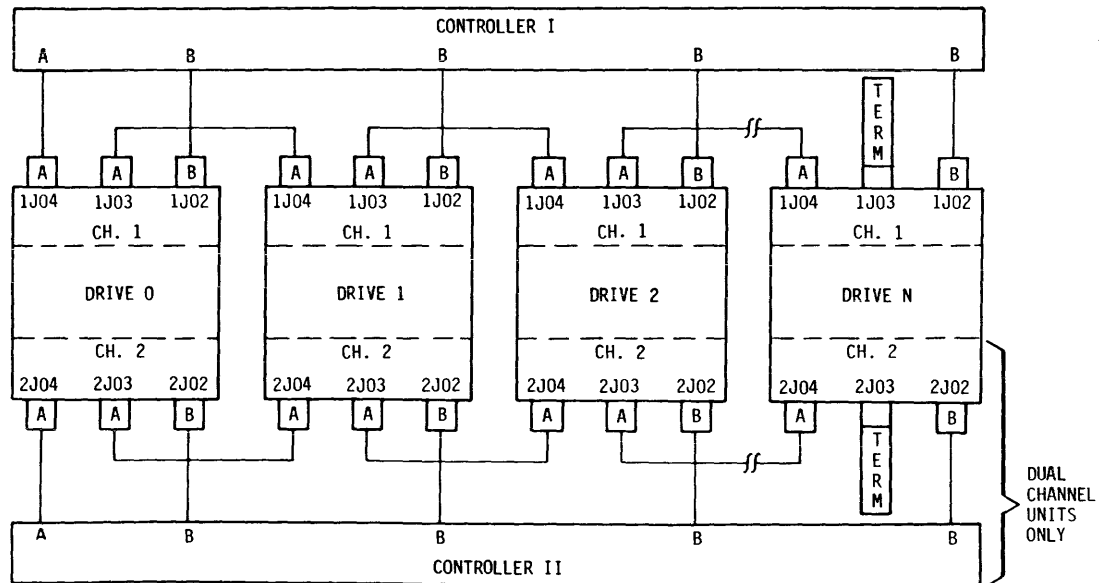 CONTROLLER I
A B B B B
TERM
A A B A A B A A B A B
1J04 1J03 1J02 1J04 1J03 1J02 1J04 1J03 1J02 1J04 1J03 1J02
CH. 1 CH. 1 CH. 1 CH. 1
DRIVE 0 DRIVE 1 DRIVE 2 DRIVE N
CH. 2 CH. 2 CH. 2 CH. 2
2J04 2J03 2J02 2J04 2J03 2J02 2J04 2J03 2J02 2J04 2J03 2J02
A A B A A B A A B A B
TERM
DUAL
CHANNEL
UNITS
ONLY
A B B B B
CONTROLLER II